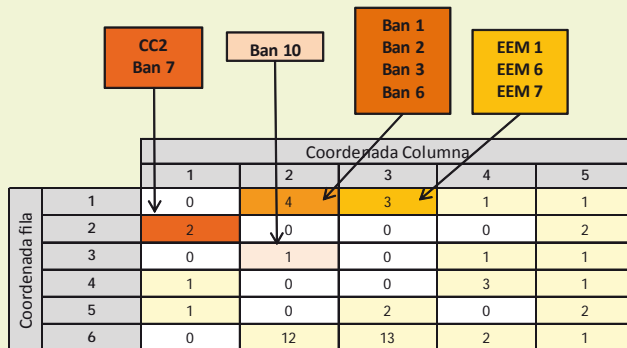 CC2
Ban 7
Ban 10
Ban 1
Ban 2
Ban 3
Ban 6
EEM 1
EEM 6
EEM 7
Coordenada Columna
1 2 3 4 5
Coordenada fila
1 0 4 3 1 1
2 2 0 0 0 2
3 0 1 0 1 1
4 1 0 0 3 1
5 1 0 2 0 2
6 0 12 13 2 1